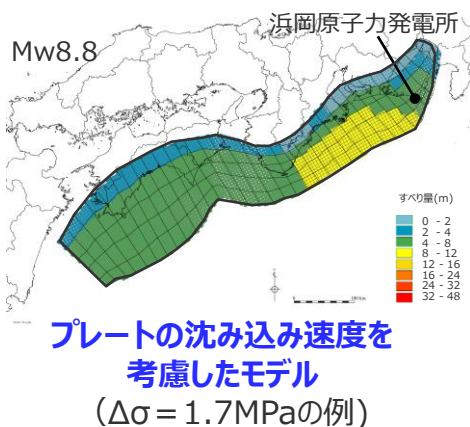 浜岡原子力発電所
Mw8.8
すべり量(m)
0 - 2
2 - 4
4 - 8
8 - 12
12 - 16
16 - 24
24 - 32
32 - 48
プレートの沈み込み速度を
考慮したモデル
(Δσ＝1.7MPaの例)